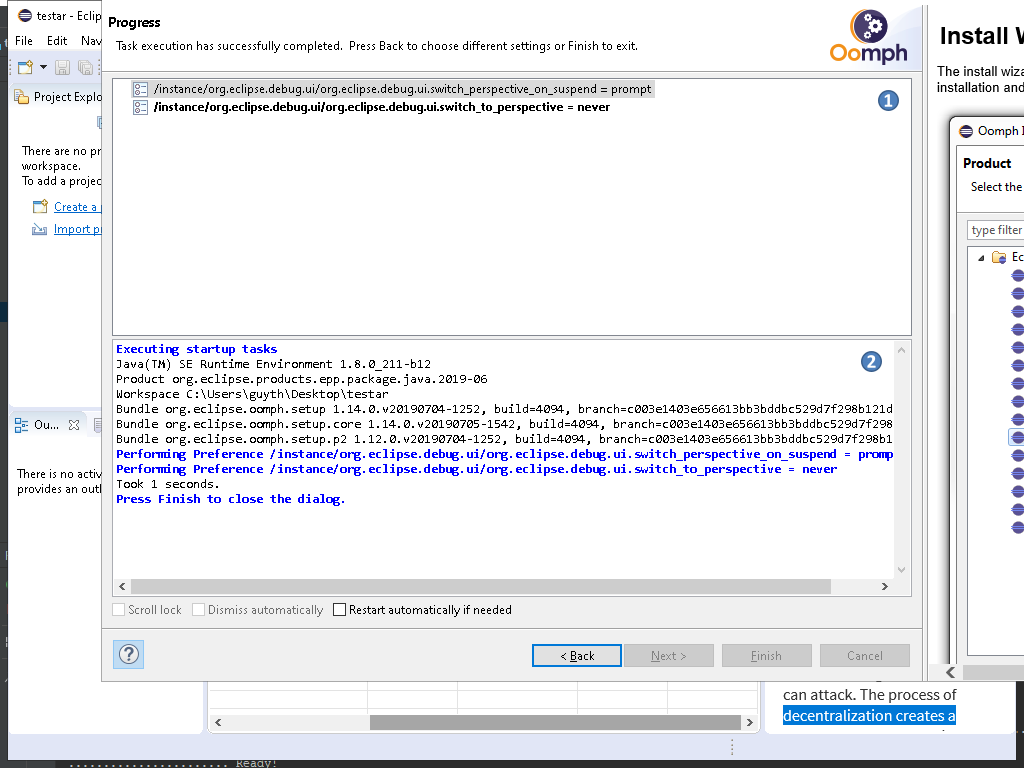 testar - Eclip
File Edit Nav
Project Explo
There are no pr
workspace.
To add a projec
Create a
Import pr
Ou...
There is no activ
provides an outl
Progress
Task execution has successfully completed. Press Back to choose different settings or Finish to exit.
Oomph
/instance/org.eclipse.debug.ui/org.eclipse.debug.ui.switch_perspective_on_suspend = prompt
/instance/org.eclipse.debug.ui/org.eclipse.debug.ui.switch_to_perspective = never
1
Executing startup tasks
Java(TM) SE Runtime Environment 1.8.0_211-b12
Product org.eclipse.products.epp.package.java.2019-06
Workspace C:\Users\guyth\Desktop\testar
Bundle org.eclipse.oomph.setup 1.14.0.v20190704-1252, build=4094, branch=c003e1403e656613bb3bddbc529d7f298b121d
Bundle org.eclipse.oomph.setup.core 1.14.0.v20190705-1542, build=4094, branch=c003e1403e656613bb3bddbc529d7f298
Bundle org.eclipse.oomph.setup.p2 1.12.0.v20190704-1252, build=4094, branch=c003e1403e656613bb3bddbc529d7f298b1
Performing Preference /instance/org.eclipse.debug.ui/org.eclipse.debug.ui.switch_perspective_on_suspend = promp
Performing Preference /instance/org.eclipse.debug.ui/org.eclipse.debug.ui.switch_to_perspective = never
Took 1 seconds.
Press Finish to close the dialog.
2
Scroll lock Dismiss automatically Restart automatically if needed
? < Back Next > Finish Cancel
Install W
The install wiza
installation and
Oomph I
Product
Select the
type filter
Ec
can attack. The process of
decentralization creates a
Ready!